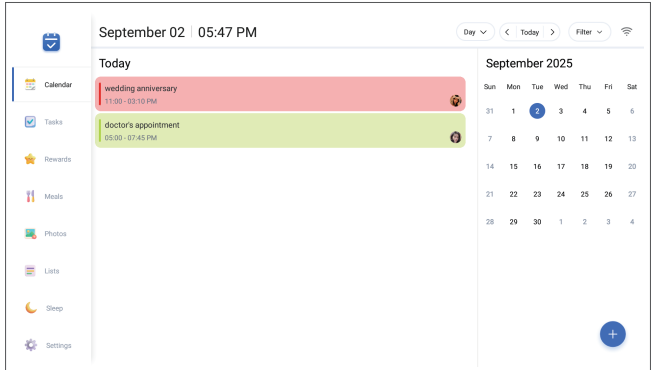 September 02 | 05:47 PM
Day
Today
Filter
Calendar
Tasks
Rewards
Meals
Photos
Lists
Sleep
Settings
Today
wedding anniversary
11:00 - 03:10 PM
doctor's appointment
05:00 - 07:45 PM
September 2025
Sun Mon Tue Wed Thu Fri Sat
31 1 2 3 4 5 6
7 8 9 10 11 12 13
14 15 16 17 18 19 20
21 22 23 24 25 26 27
28 29 30 1 2 3 4